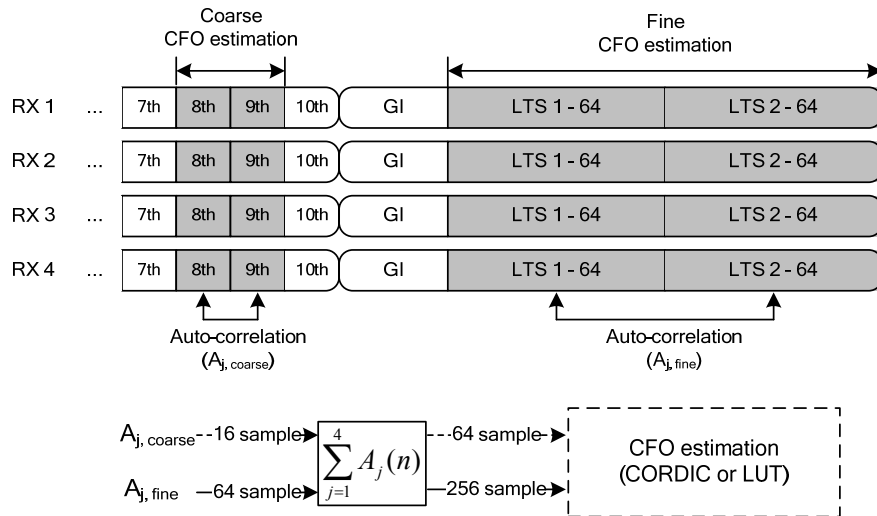 Coarse
CFO estimation
Fine
CFO estimation
RX 1 ... 7th 8th 9th 10th GI LTS 1 - 64 LTS 2 - 64
RX 2 ... 7th 8th 9th 10th GI LTS 1 - 64 LTS 2 - 64
RX 3 ... 7th 8th 9th 10th GI LTS 1 - 64 LTS 2 - 64
RX 4 ... 7th 8th 9th 10th GI LTS 1 - 64 LTS 2 - 64
Auto-correlation
(Aj, coarse)
Auto-correlation
(Aj, fine)
Aj, coarse 16 sample
Aj, fine 64 sample
4
∑ Aj(n)
j=1
64 sample
256 sample
CFO estimation
(CORDIC or LUT)